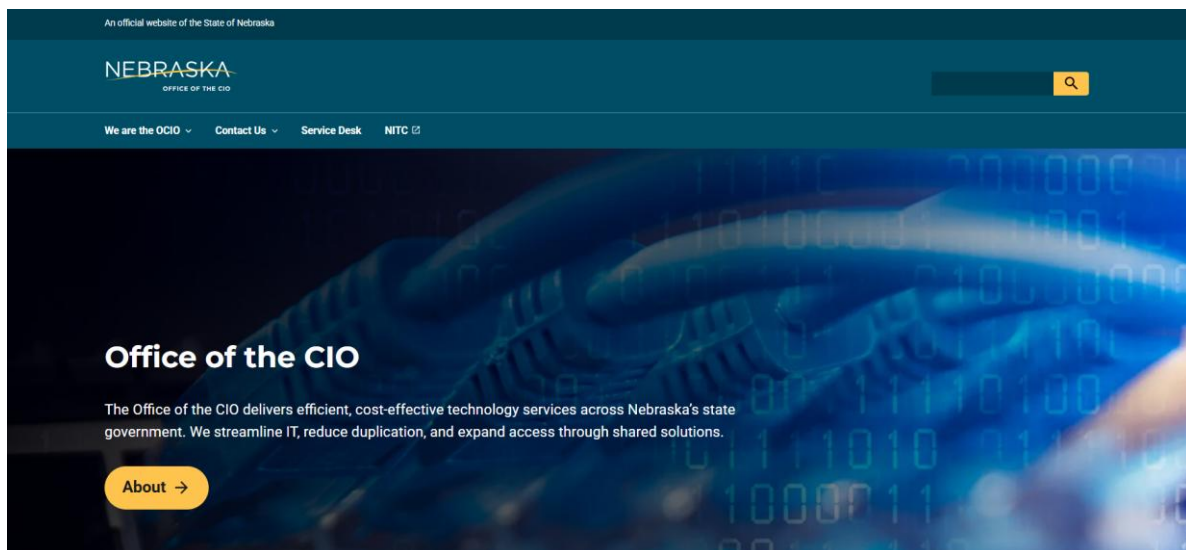 An official website of the State of Nebraska
NEBRASKA
OFFICE OF THE CIO
We are the OCIO Contact Us Service Desk NITC
Office of the CIO
The Office of the CIO delivers efficient, cost-effective technology services across Nebraska’s state
government. We streamline IT, reduce duplication, and expand access through shared solutions.
About →